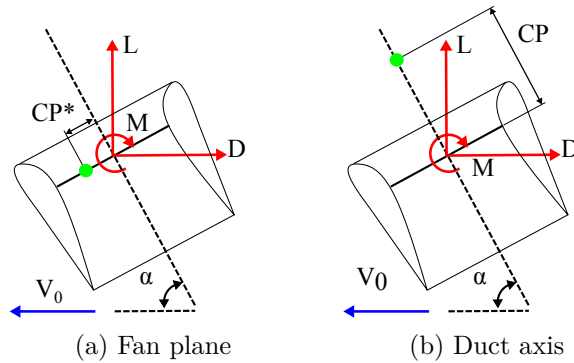 L
CP*
M
D
α
V₀
(a) Fan plane
CP
L
D
M
α
V0
(b) Duct axis